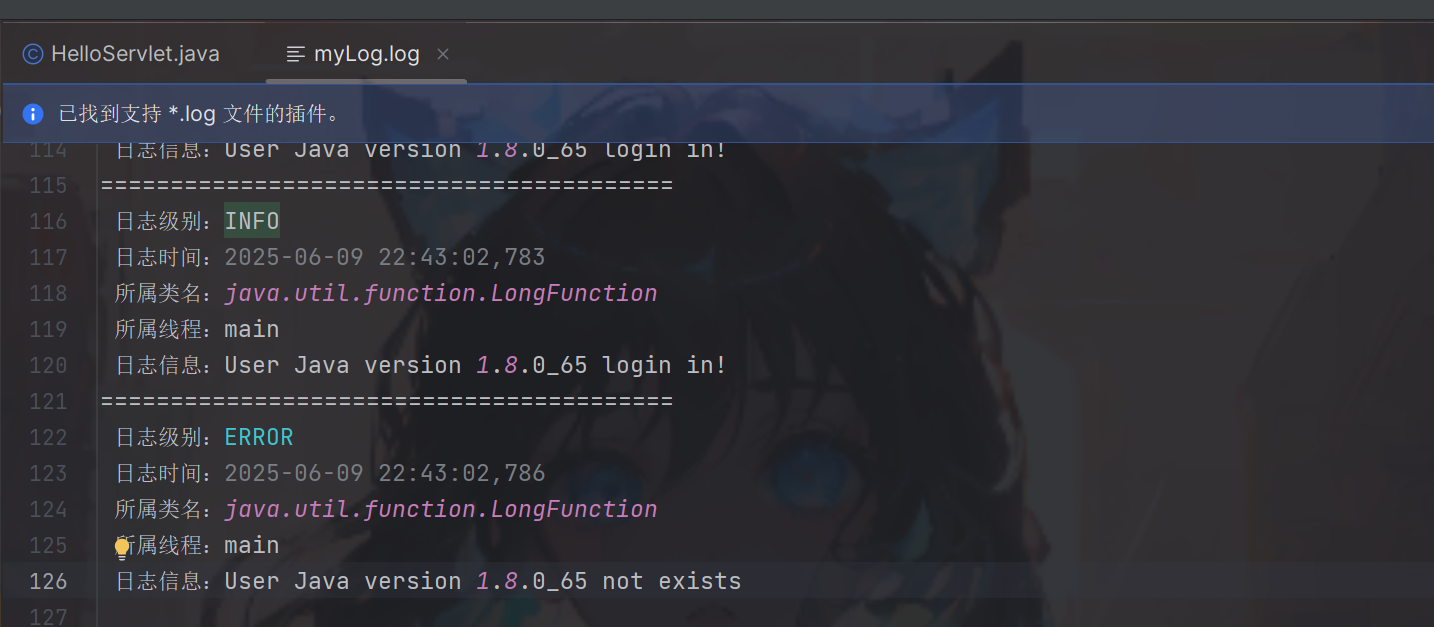 HelloServlet.java
myLog.log
已找到支持 *.log 文件的插件。
114 日志信息：User Java version 1.8.0_65 login in!
115 =========================================
116 日志级别：INFO
117 日志时间：2025-06-09 22:43:02,783
118 所属类名：java.util.function.LongFunction
119 所属线程：main
120 日志信息：User Java version 1.8.0_65 login in!
121 =========================================
122 日志级别：ERROR
123 日志时间：2025-06-09 22:43:02,786
124 所属类名：java.util.function.LongFunction
125 所属线程：main
126 日志信息：User Java version 1.8.0_65 not exists
127